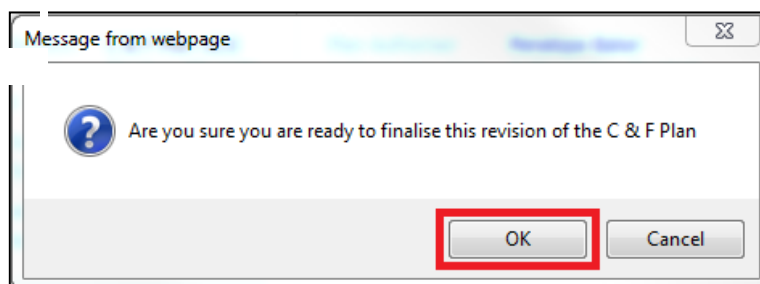 Message from webpage
Are you sure you are ready to finalise this revision of the C & F Plan
OK
Cancel